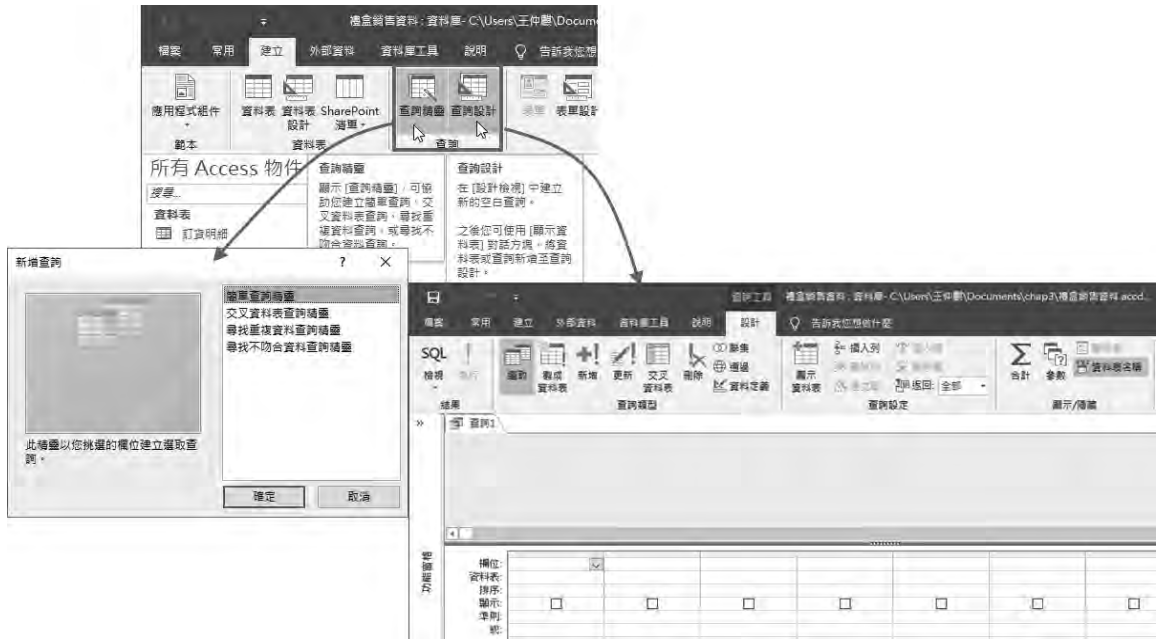 禮盒銷售資料 : 資料庫- C:\Users\王仲麒\Docum
檔案 常用 建立 外部資料 資料庫工具 說明 告訴我您想
應用程式組件 資料表 資料表設計 SharePoint 清單 查詢精靈 查詢設計 表單 表單設計
範本 資料表 查詢
所有 Access 物件
搜尋...
資料表
訂貨明細
查詢精靈
顯示 [查詢精靈]，可協
助您建立簡單查詢、交
叉資料表查詢、尋找重
複資料查詢，或尋找不
吻合資料查詢。
查詢設計
在 [設計檢視] 中建立
新的空白查詢。
之後您可使用 [顯示資
料表] 對話方塊，將資
料表或查詢新增至查詢
設計。
新增查詢 ? ×
簡單查詢精靈
交叉資料表查詢精靈
尋找重複資料查詢精靈
尋找不吻合資料查詢精靈
此精靈以您挑選的欄位建立選取查
詢。
確定 取消
查詢工具 禮盒銷售資料 : 資料庫- C:\Users\王仲麒\Documents\chap3\禮盒銷售資料.accd...
檔案 常用 建立 外部資料 資料庫工具 說明 設計 告訴我您想做什麼
SQL 檢視 執行 選取 製成資料表 新增 更新 交叉資料表 刪除
聯集
通過
資料定義
顯示資料表
插入列
返回: 全部
合計 參數
資料表名稱
結果 查詢類型 查詢設定 顯示/隱藏
查詢1
功能窗格
欄位:
資料表:
排序:
顯示:
準則:
或: